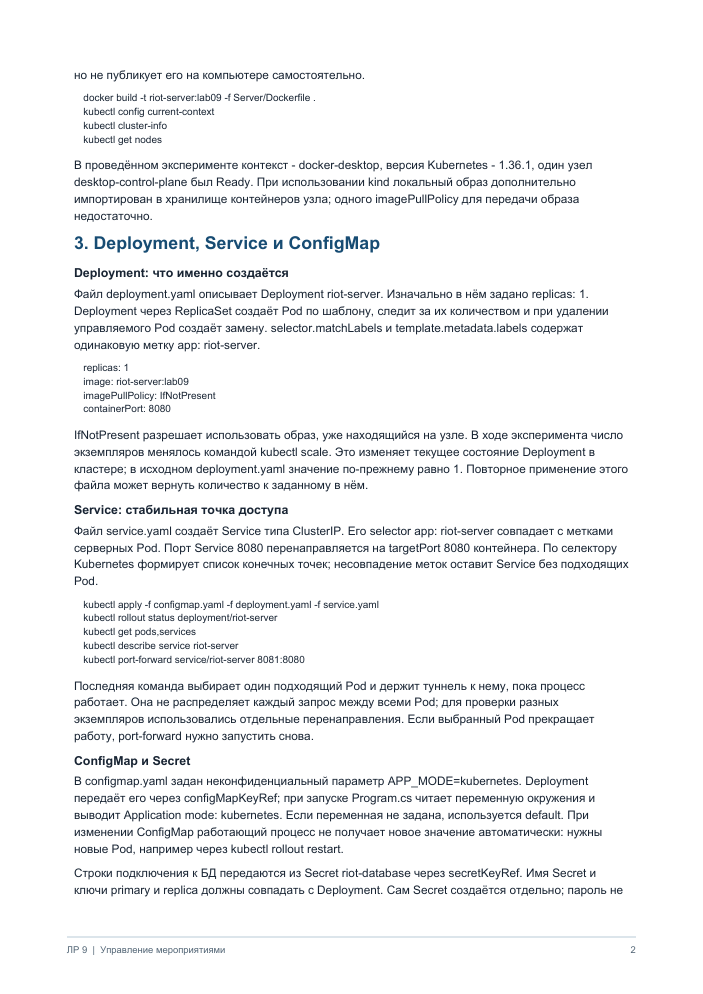 но не публикует его на компьютере самостоятельно.
docker build -t riot-server:lab09 -f Server/Dockerfile .
kubectl config current-context
kubectl cluster-info
kubectl get nodes
В проведённом эксперименте контекст - docker-desktop, версия Kubernetes - 1.36.1, один узел
desktop-control-plane был Ready. При использовании kind локальный образ дополнительно
импортирован в хранилище контейнеров узла; одного imagePullPolicy для передачи образа
недостаточно.
3. Deployment, Service и ConfigMap
Deployment: что именно создаётся
Файл deployment.yaml описывает Deployment riot-server. Изначально в нём задано replicas: 1.
Deployment через ReplicaSet создаёт Pod по шаблону, следит за их количеством и при удалении
управляемого Pod создаёт замену. selector.matchLabels и template.metadata.labels содержат
одинаковую метку app: riot-server.
replicas: 1
image: riot-server:lab09
imagePullPolicy: IfNotPresent
containerPort: 8080
IfNotPresent разрешает использовать образ, уже находящийся на узле. В ходе эксперимента число
экземпляров менялось командой kubectl scale. Это изменяет текущее состояние Deployment в
кластере; в исходном deployment.yaml значение по-прежнему равно 1. Повторное применение этого
файла может вернуть количество к заданному в нём.
Service: стабильная точка доступа
Файл service.yaml создаёт Service типа ClusterIP. Его selector app: riot-server совпадает с метками
серверных Pod. Порт Service 8080 перенаправляется на targetPort 8080 контейнера. По селектору
Kubernetes формирует список конечных точек; несовпадение меток оставит Service без подходящих
Pod.
kubectl apply -f configmap.yaml -f deployment.yaml -f service.yaml
kubectl rollout status deployment/riot-server
kubectl get pods,services
kubectl describe service riot-server
kubectl port-forward service/riot-server 8081:8080
Последняя команда выбирает один подходящий Pod и держит туннель к нему, пока процесс
работает. Она не распределяет каждый запрос между всеми Pod; для проверки разных
экземпляров использовались отдельные перенаправления. Если выбранный Pod прекращает
работу, port-forward нужно запустить снова.
ConfigMap и Secret
В configmap.yaml задан неконфиденциальный параметр APP_MODE=kubernetes. Deployment
передаёт его через configMapKeyRef; при запуске Program.cs читает переменную окружения и
выводит Application mode: kubernetes. Если переменная не задана, используется default. При
изменении ConfigMap работающий процесс не получает новое значение автоматически: нужны
новые Pod, например через kubectl rollout restart.
Строки подключения к БД передаются из Secret riot-database через secretKeyRef. Имя Secret и
ключи primary и replica должны совпадать с Deployment. Сам Secret создаётся отдельно; пароль не
ЛР 9 | Управление мероприятиями
2